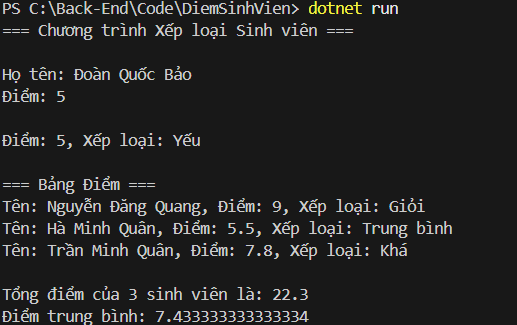 PS C:\Back-End\Code\DiemSinhVien> dotnet run
=== Chương trình Xếp loại Sinh viên ===
Họ tên: Đoàn Quốc Bảo
Điểm: 5
Điểm: 5, Xếp loại: Yếu
=== Bảng Điểm ===
Tên: Nguyễn Đăng Quang, Điểm: 9, Xếp loại: Giỏi
Tên: Hà Minh Quân, Điểm: 5.5, Xếp loại: Trung bình
Tên: Trần Minh Quân, Điểm: 7.8, Xếp loại: Khá
Tổng điểm của 3 sinh viên là: 22.3
Điểm trung bình: 7.433333333333334